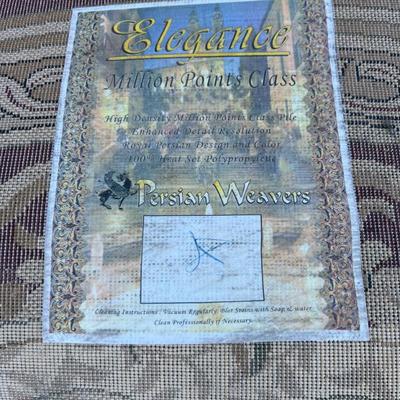 Elegance
Million Points Class
High Density Million Points Class Pile
Enhanced Detail Resolution
Royal Persian Design and Color
100% Heat Set Polypropylene
Persian Weavers
Cleaning Instructions : Vacuum Regularly. Blot Stains with Soap & water.
Clean Professionally if Necessary.